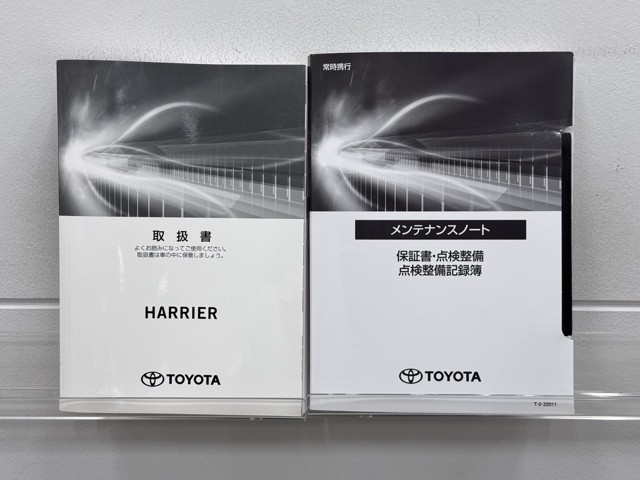 取扱書
よくお読みになってご使用ください。
取扱書は車の中に保管しましょう。
HARRIER
TOYOTA
常時携行
メンテナンスノート
保証書・点検整備
点検整備記録簿
TOYOTA
T-0 22011